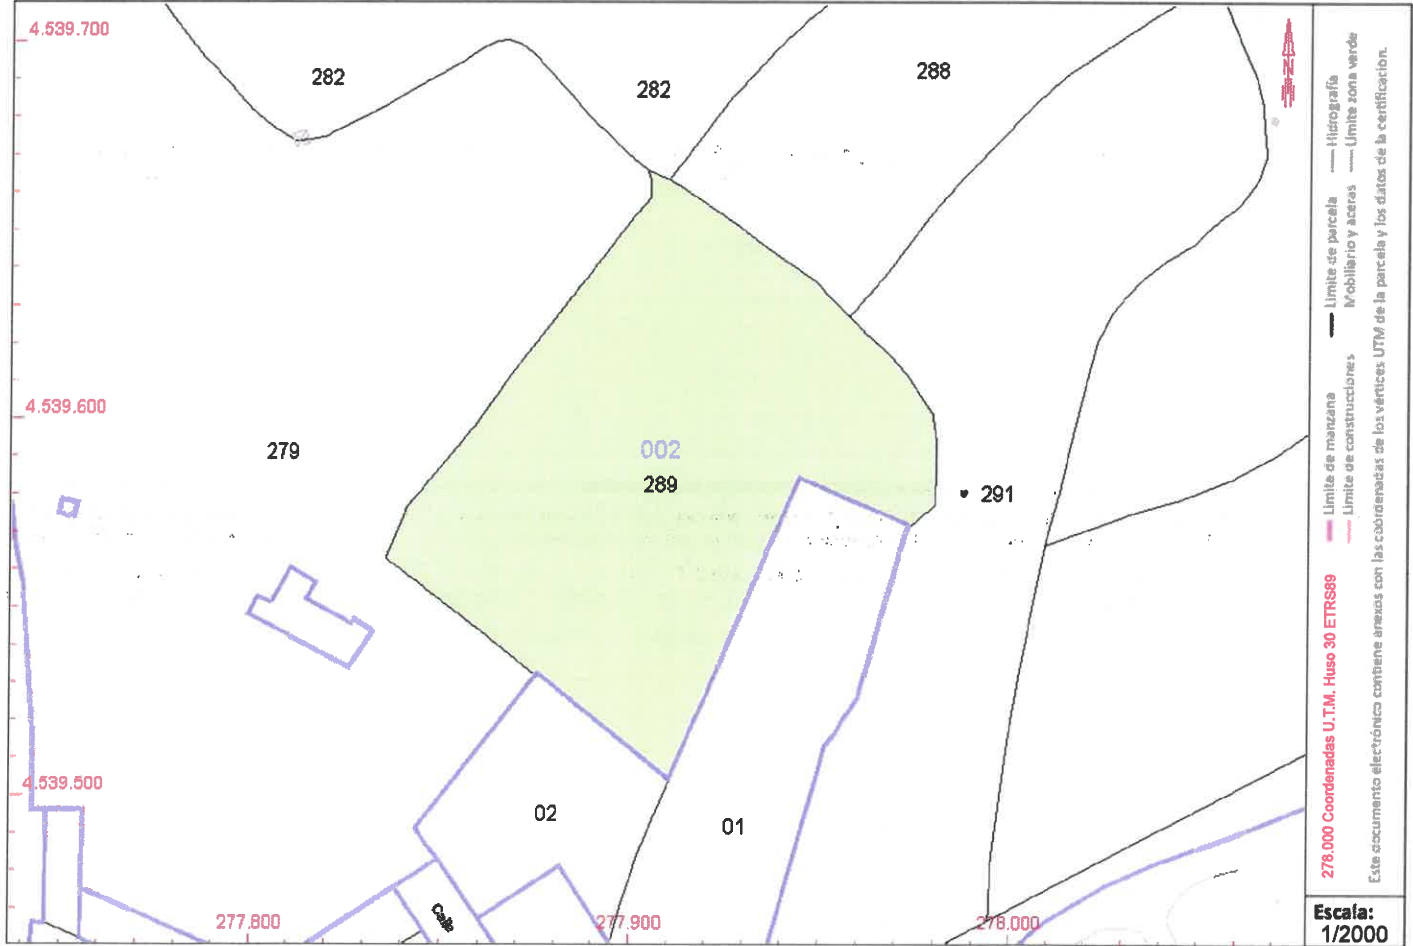 4.539.700
282
282
288
4.539.600
279
002
289
291
4.539.500
02
01
Calle
277.800
277.900
278.000
N
278.000 Coordenadas U.T.M. Huso 30 ETRS89
Límite de manzana
Límite de parcela
Hidrografía
Límite de construcciones
Mobiliario y aceras
Límite zona verde
Este documento electrónico contiene anexos con las coordenadas de los vértices UTM de la parcela y los datos de la certificación.
Escala:
1/2000